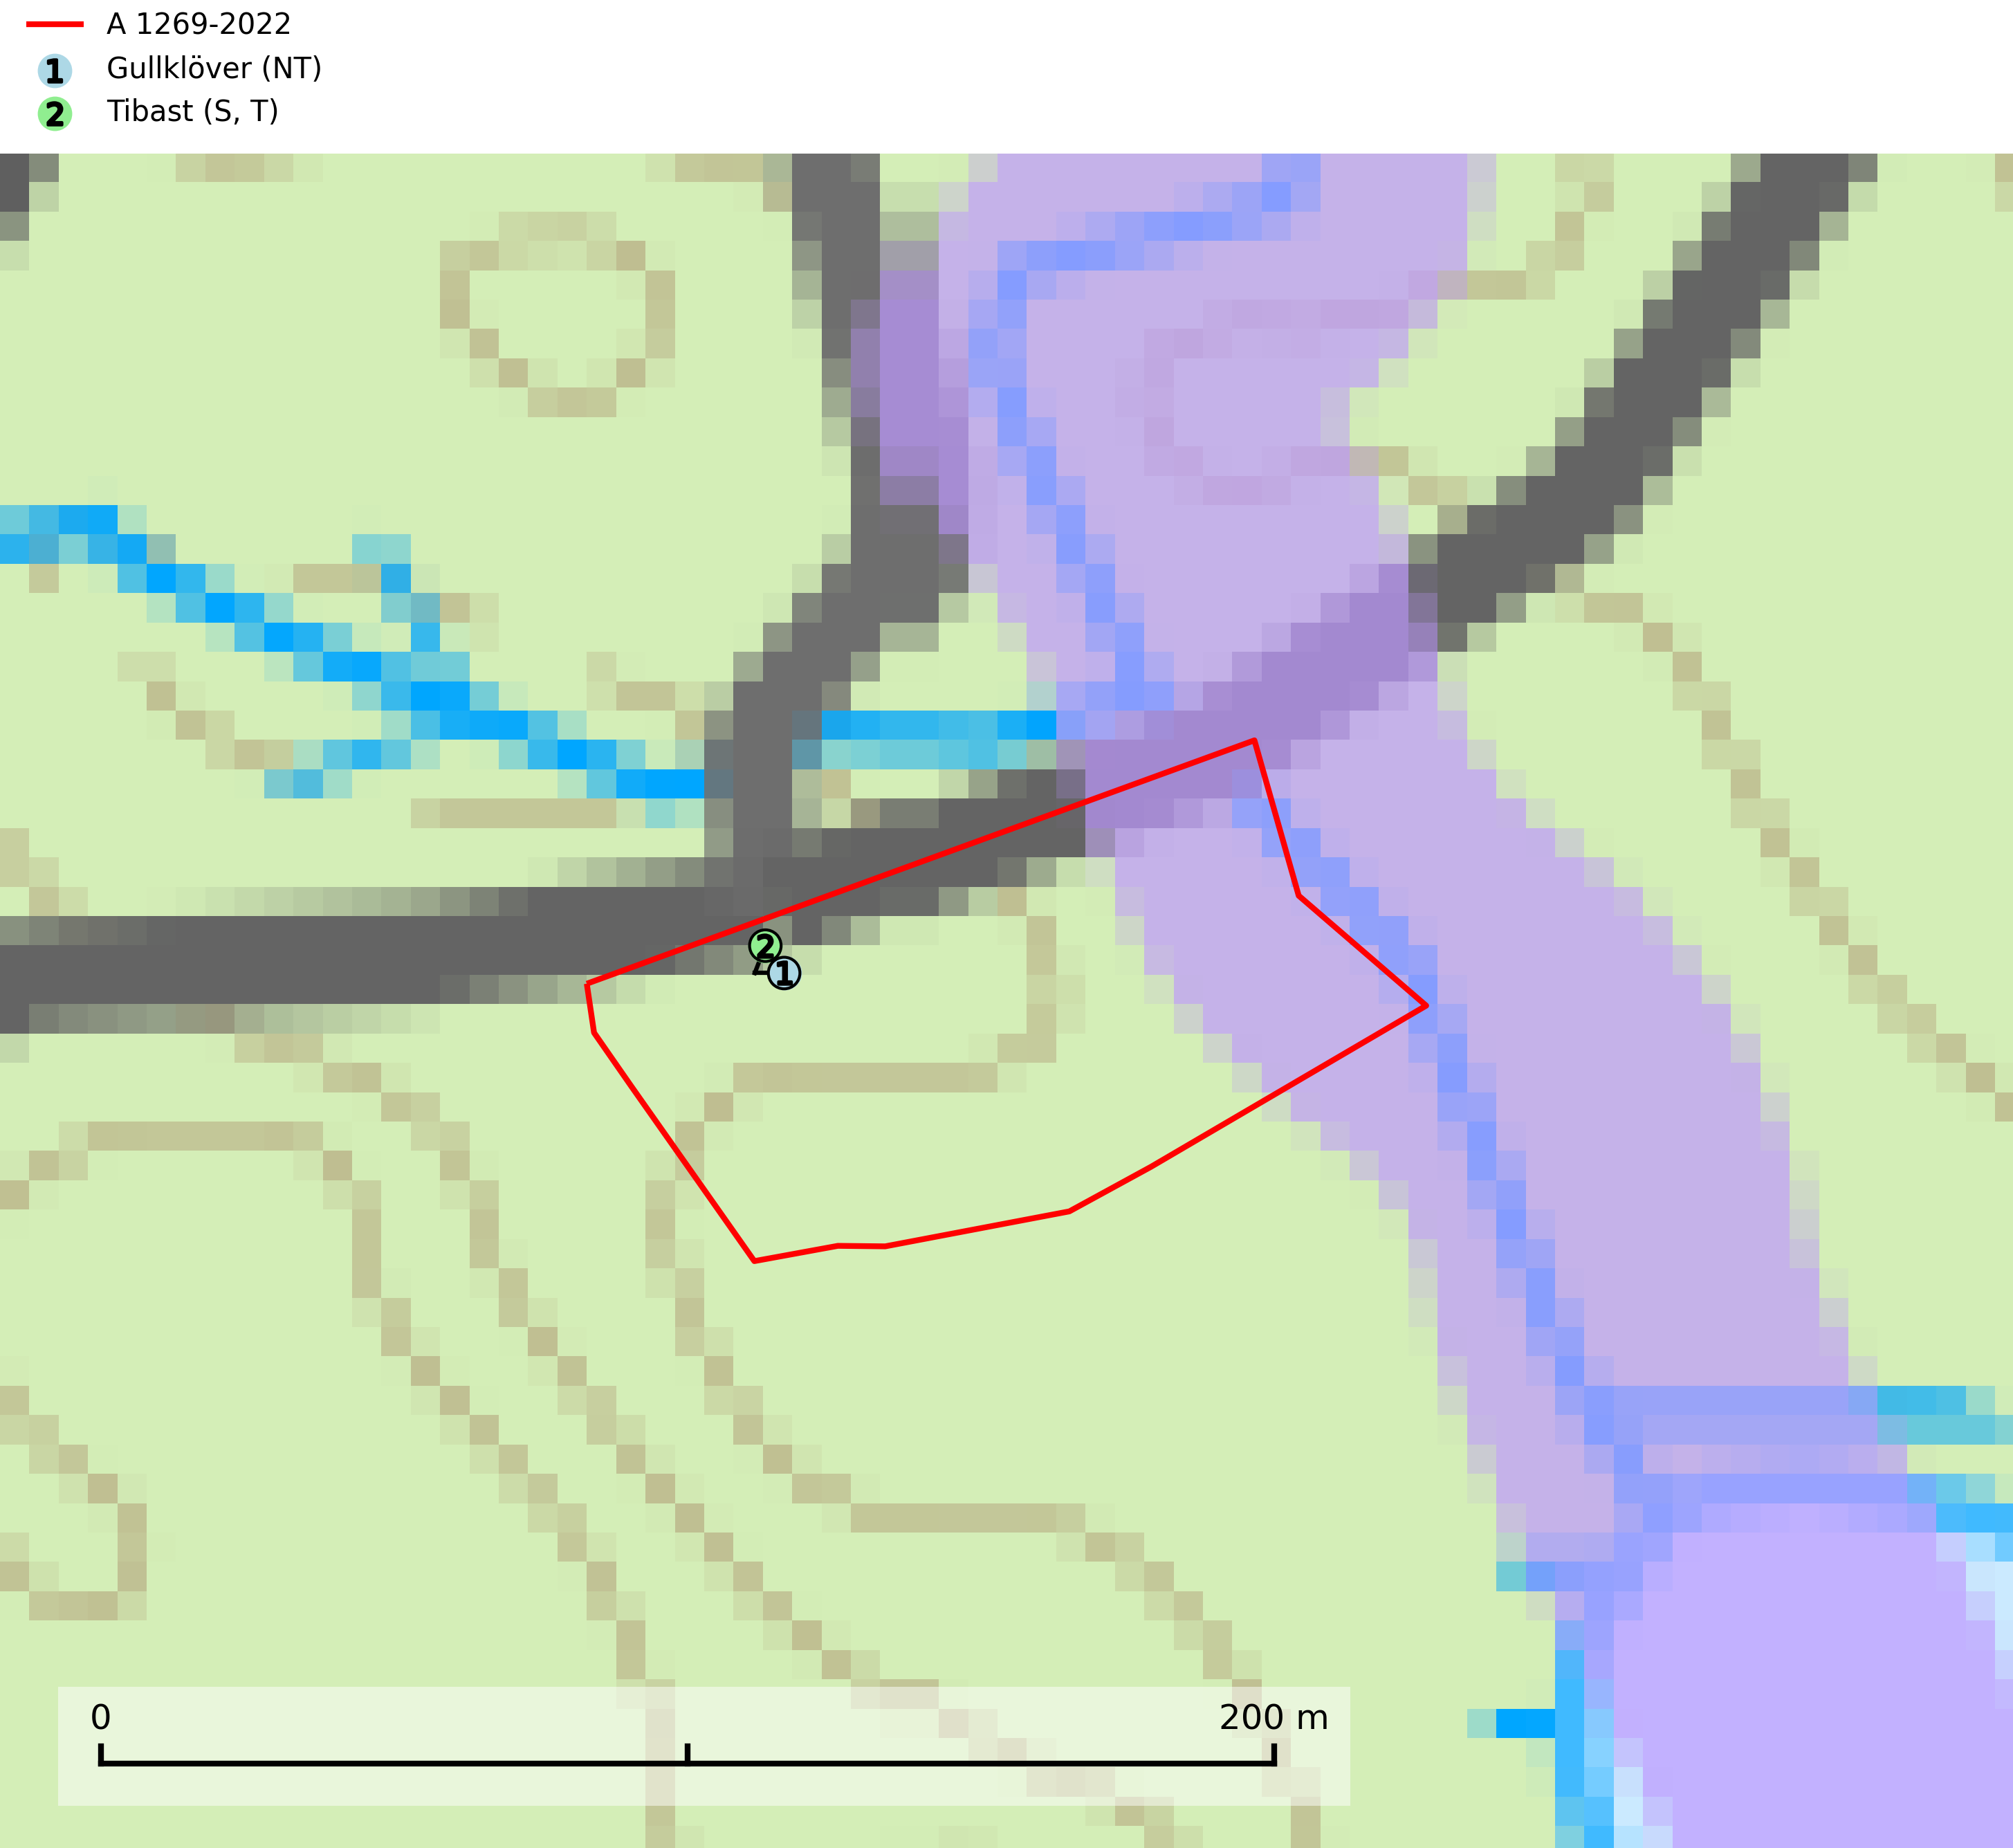 A 1269-2022
1 Gullklöver (NT)
2 Tibast (S, T)
2
1
0 200 m